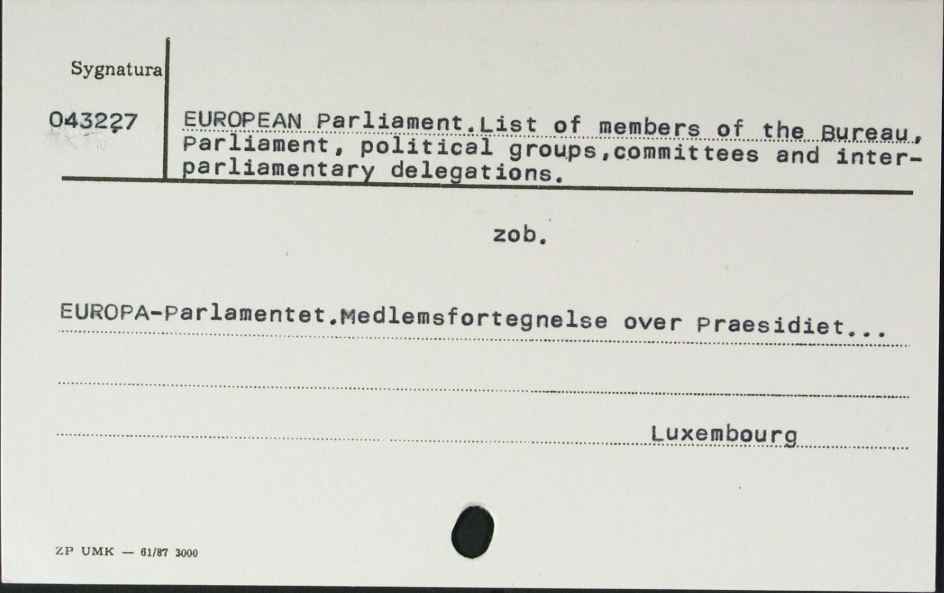 Sygnatura
043227
EUROPEAN Parliament.List of members of the Bureau,
Parliament, political groups,committees and inter-
parliamentary delegations.
zob.
EUROPA-Parlamentet.Medlemsfortegnelse over Praesidiet...
Luxembourg
ZP UMK — 61/87 3000